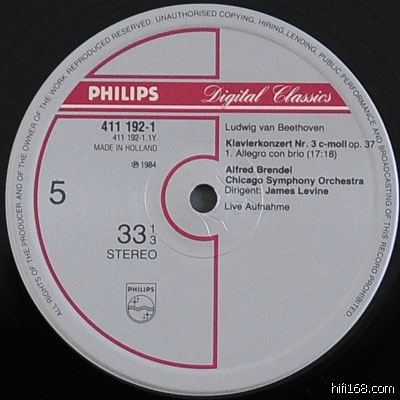 ALL RIGHTS OF THE PRODUCER AND OF THE OWNER OF THE WORK REPRODUCED RESERVED. UNAUTHORISED COPYING, HIRING, LENDING, PUBLIC PERFORMANCE AND BROADCASTING OF THIS RECORD PROHIBITED
PHILIPS
Digital Classics
411 192-1
411 192-1.1Y
MADE IN HOLLAND
℗ 1984
Ludwig van Beethoven
Klavierkonzert Nr. 3 c-moll op. 37
1. Allegro con brio (17:18)
Alfred Brendel
Chicago Symphony Orchestra
Dirigent: James Levine
Live Aufnahme
5
33 1/3
STEREO
PHILIPS
hifi168.com